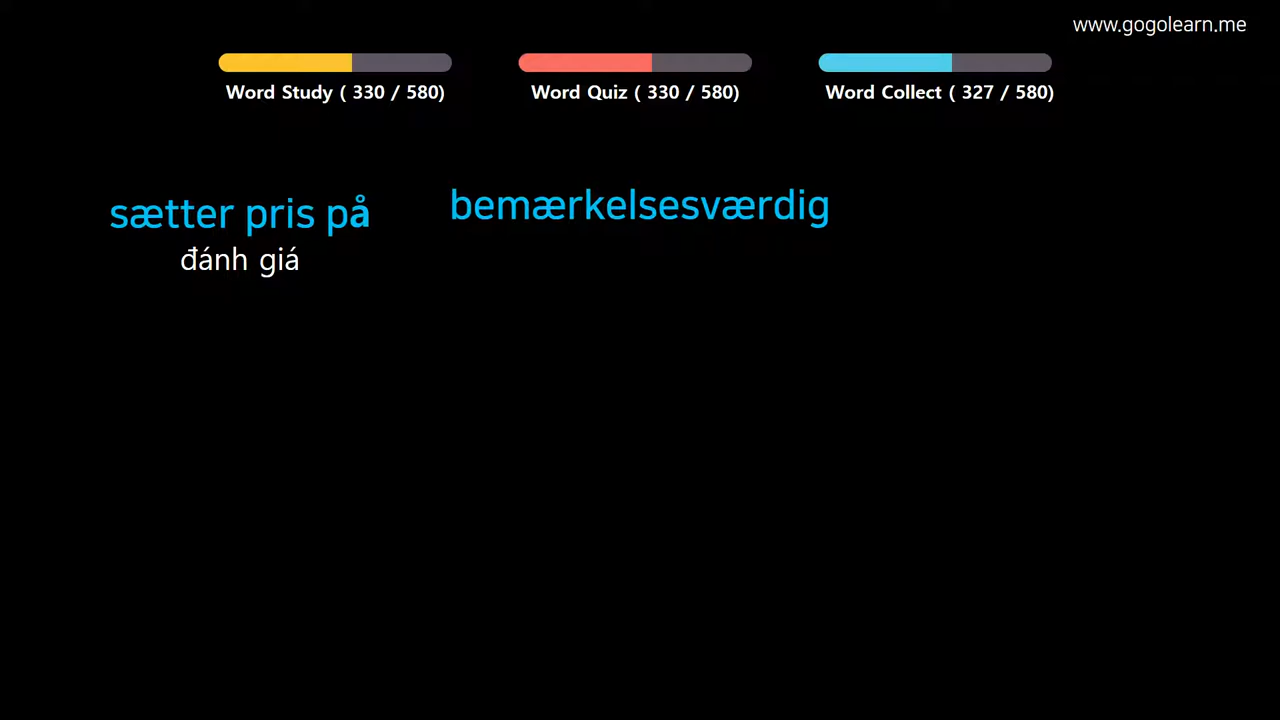 www.gogolearn.me
Word Study ( 330 / 580)
Word Quiz ( 330 / 580)
Word Collect ( 327 / 580)
sætter pris på
đánh giá
bemærkelsesværdig